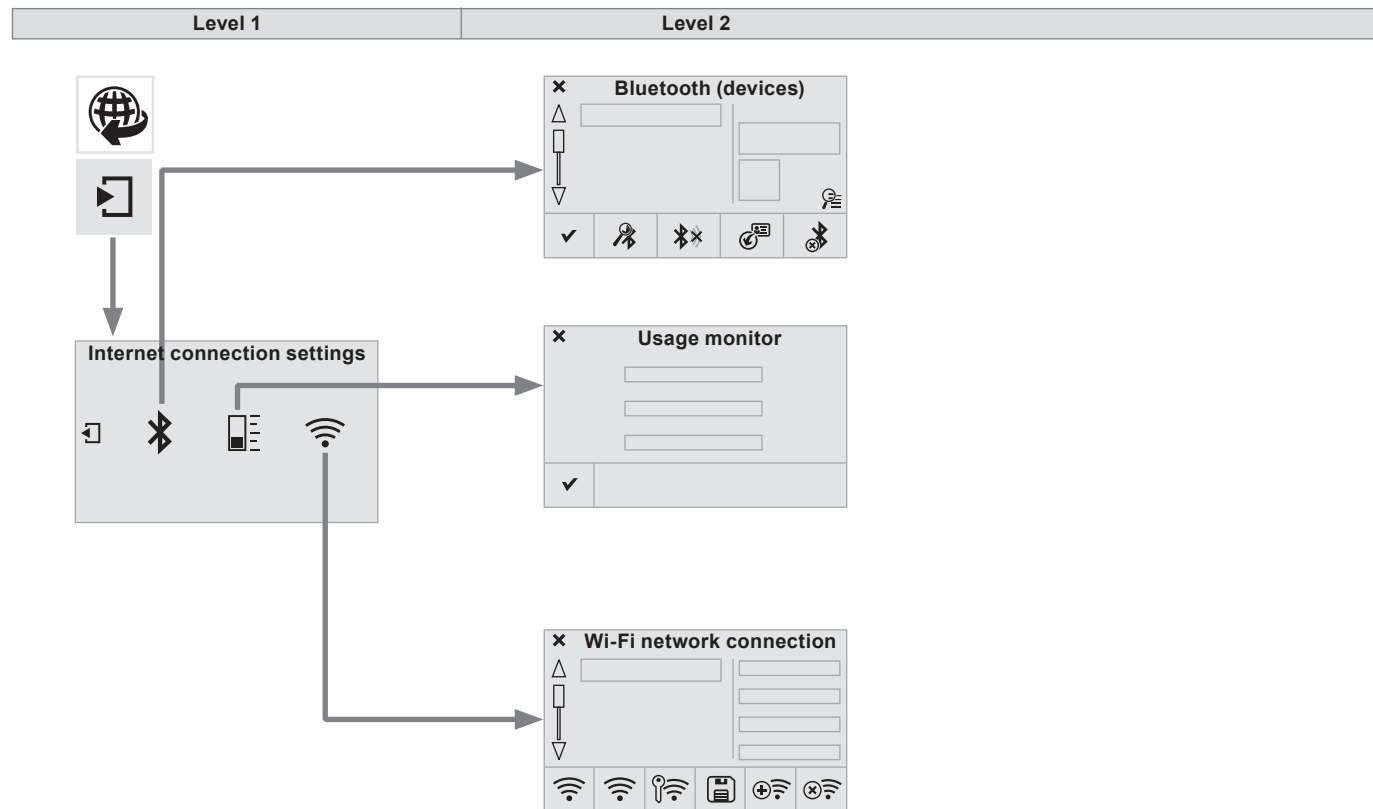 Level 1
Level 2
Bluetooth (devices)
Internet connection settings
Usage monitor
Wi-Fi network connection